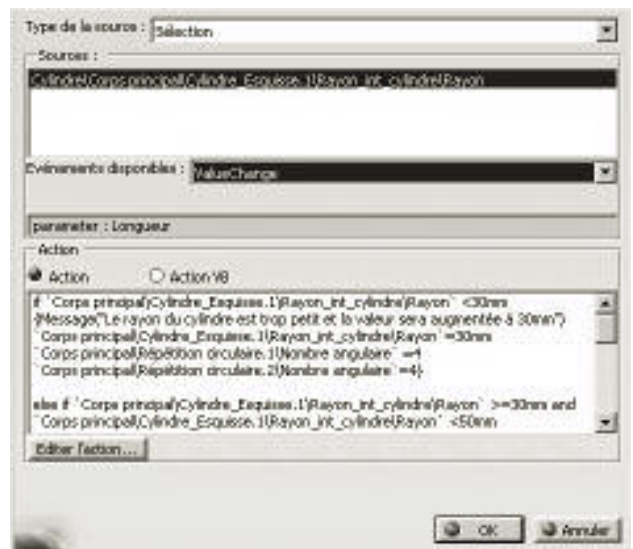 Type de la source : Sélection
Sources :
Cylindre\Corps principal\Cylindre_Esquisse.1\Rayon_int_cylindre\Rayon
Evénements disponibles : ValueChange
parameter : Longueur
Action
Action Action VB
if `Corps principal\Cylindre_Esquisse.1\Rayon_int_cylindre\Rayon` <30mm
{Message("Le rayon du cylindre est trop petit et la valeur sera augmentée à 30mm")
`Corps principal\Cylindre_Esquisse.1\Rayon_int_cylindre\Rayon`=30mm
`Corps principal\Répétition circulaire.1\Nombre angulaire` =4
`Corps principal\Répétition circulaire.2\Nombre angulaire` =4}
else if `Corps principal\Cylindre_Esquisse.1\Rayon_int_cylindre\Rayon` >=30mm and
`Corps principal\Cylindre_Esquisse.1\Rayon_int_cylindre\Rayon` <50mm
Editer l'action...
OK Annuler